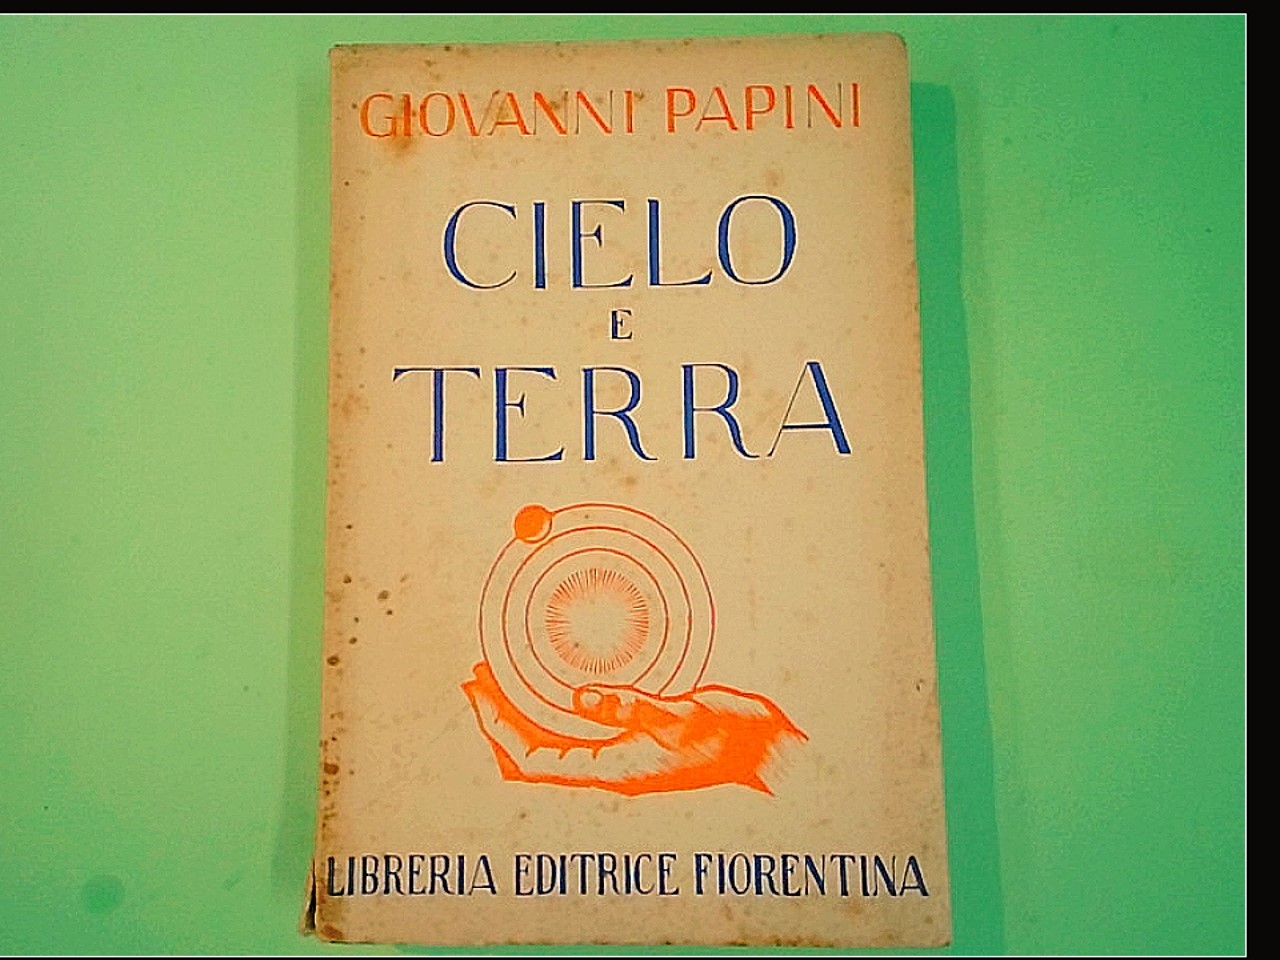 GIOVANNI PAPINI
CIELO
E
TERRA
LIBRERIA EDITRICE FIORENTINA